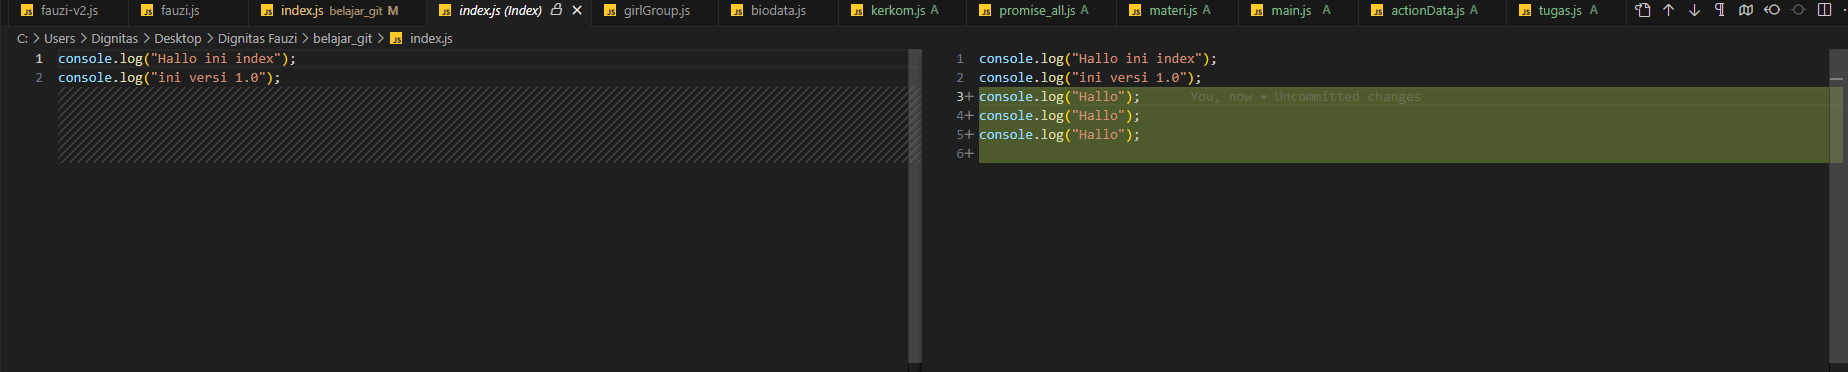 JS fauzi-v2.js JS fauzi.js JS index.js belajar_git M JS index.js (Index) JS girlGroup.js JS biodata.js JS kerkom.js A JS promise_all.js A JS materi.js A JS main.js A JS actionData.js A JS tugas.js A
C: > Users > Dignitas > Desktop > Dignitas Fauzi > belajar_git > JS index.js
1 console.log("Hallo ini index");
2 console.log("ini versi 1.0");
1 console.log("Hallo ini index");
2 console.log("ini versi 1.0");
3+ console.log("Hallo"); You, now • Uncommitted changes
4+ console.log("Hallo");
5+ console.log("Hallo");
6+